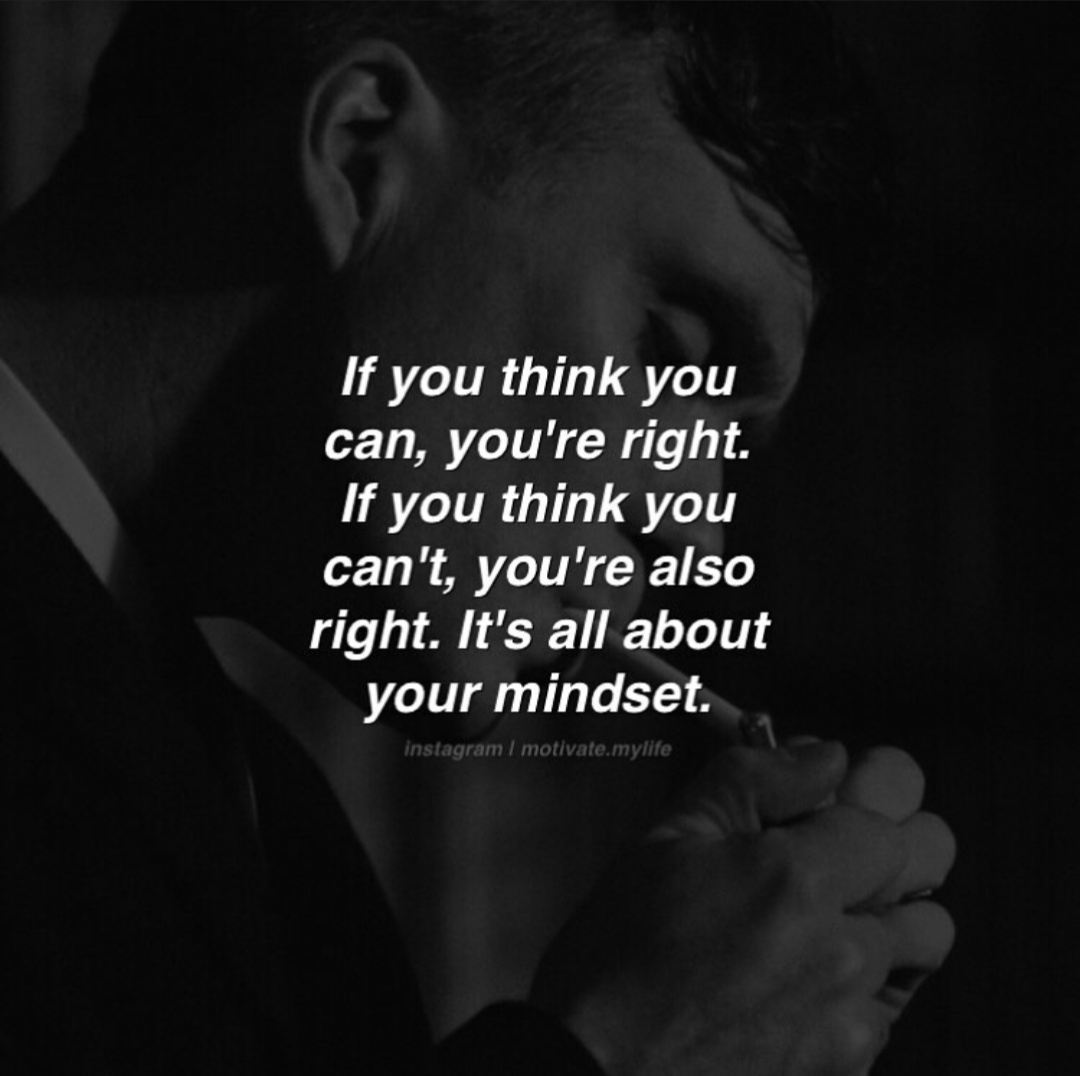 If you think you
can, you're right.
If you think you
can't, you're also
right. It's all about
your mindset.
instagram | motivate.mylife